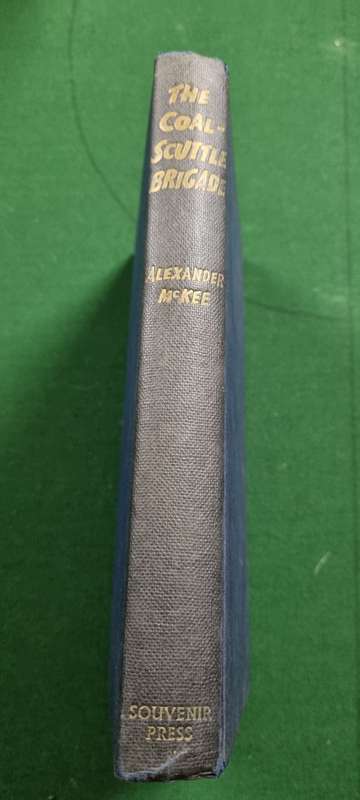 THE
COAL-
SCUTTLE
BRIGADE
ALEXANDER
McKEE
SOUVENIR
PRESS